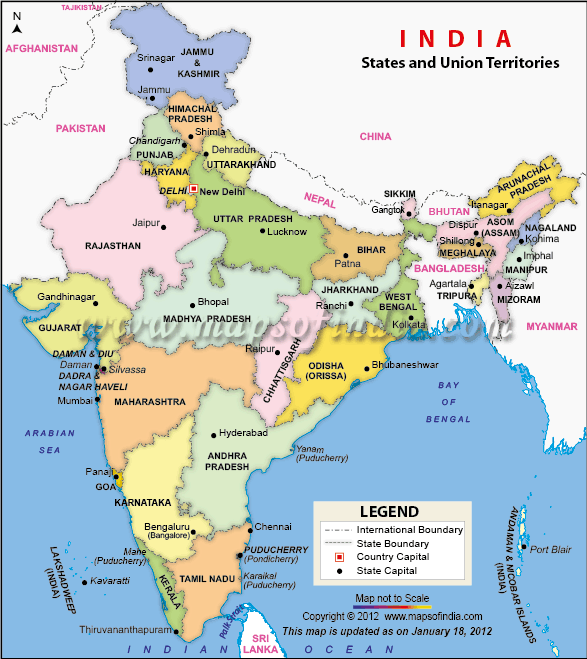 TAJIKISTAN
N
AFGHANISTAN
INDIA
States and Union Territories
JAMMU
&
KASHMIR
Srinagar
Jammu
HIMACHAL
PRADESH
Shimla
PAKISTAN
CHINA
Chandigarh
PUNJAB
Dehradun
UTTARAKHAND
HARYANA
DELHI
New Delhi
NEPAL
SIKKIM
Gangtok
BHUTAN
ARUNACHAL
PRADESH
Itanagar
Dispur
ASOM
(ASSAM)
NAGALAND
Kohima
Shillong
MEGHALAYA
Imphal
MANIPUR
BANGLADESH
Agartala
TRIPURA
Aizawl
MIZORAM
MYANMAR
Jaipur
RAJASTHAN
UTTAR PRADESH
Lucknow
BIHAR
Patna
Gandhinagar
GUJARAT
Bhopal
MADHYA PRADESH
JHARKHAND
Ranchi
WEST
BENGAL
Kolkata
www.mapsofindia.com
DAMAN & DIU
Daman
Silvassa
DADRA &
NAGAR HAVELI
Raipur
CHHATTISGARH
ODISHA
(ORISSA)
Bhubaneshwar
Mumbai
MAHARASHTRA
BAY
OF
BENGAL
ARABIAN
SEA
Hyderabad
ANDHRA
PRADESH
Yanam
(Puducherry)
Panaji
GOA
KARNATAKA
Bengaluru
(Bangalore)
Chennai
Mahe
(Puducherry)
PUDUCHERRY
(Pondicherry)
LAKSHADWEEP
(INDIA)
Kavaratti
KERALA
TAMIL NADU
Karaikal
(Puducherry)
Thiruvananthapuram
Palk Strait
SRI
LANKA
INDIAN OCEAN
ANDAMAN & NICOBAR ISLANDS
(INDIA)
Port Blair
LEGEND
International Boundary
State Boundary
Country Capital
State Capital
Map not to Scale
Copyright © 2012 www.mapsofindia.com
This map is updated as on January 18, 2012